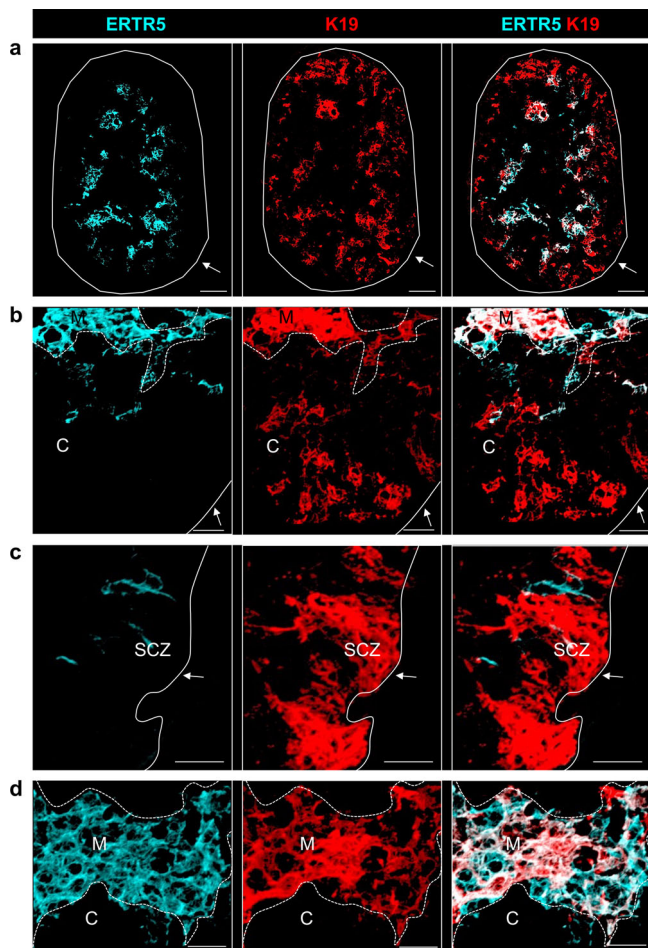 ERTR5 K19 ERTR5 K19
a
b
M M M
C C C
c
SCZ SCZ SCZ
d
M M M
C C C